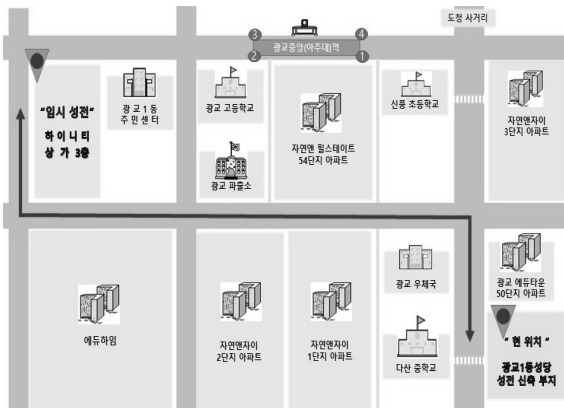 도정 사거리
3
4
광교중앙(아주대)역
2
1
"임시 성전"
하 이 니 티
상 가 3층
광 교 1 동
주 민 센 터
광교 고등학교
자연앤 힐스테이트
54단지 아파트
신풍 초등학교
자연앤자이
3단지 아파트
광교 파출소
에듀하임
자연앤자이
2단지 아파트
자연앤자이
1단지 아파트
광교 우체국
다산 중학교
광교 에듀타운
50단지 아파트
" 현 위치 "
광교1동성당
성전 신축 부지